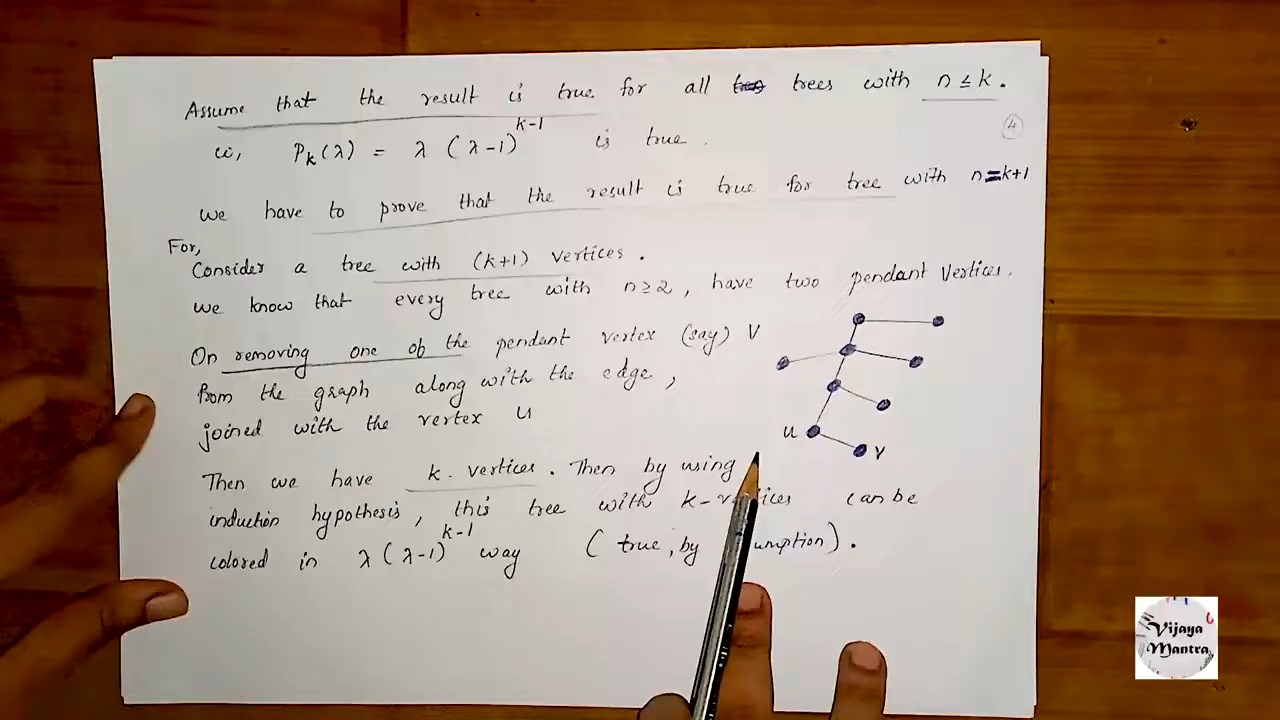 Assume that the result is true for all trees with n ≤ k.
4
ie, Pk(λ) = λ (λ-1)^k-1 is true.
we have to prove that the result is true for tree with n=k+1
For,
Consider a tree with (k+1) vertices.
we know that every tree with n≥2, have two pendant vertices.
On removing one of the pendant vertex (say) V
from the graph along with the edge,
joined with the vertex u
u
v
Then we have k-vertices. Then by using
induction hypothesis, this tree with k-vertices can be
colored in λ(λ-1)^k-1 way (true, by umption).
Vijaya
Mantra